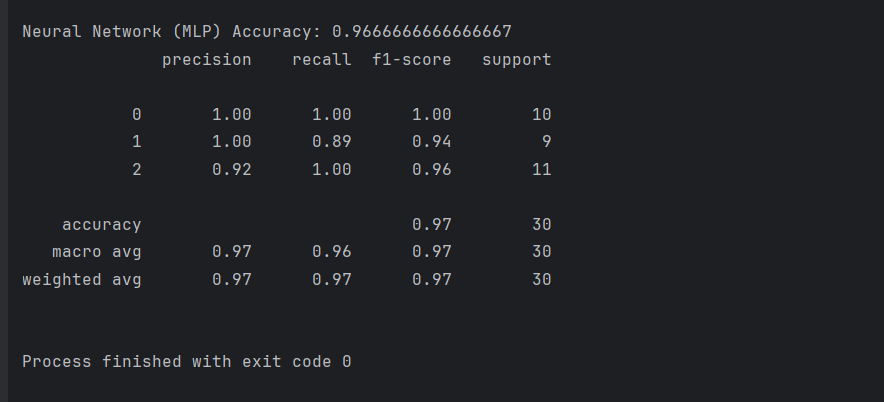 Neural Network (MLP) Accuracy: 0.9666666666666667
              precision    recall  f1-score   support

           0       1.00      1.00      1.00        10
           1       1.00      0.89      0.94         9
           2       0.92      1.00      0.96        11

    accuracy                           0.97        30
   macro avg       0.97      0.96      0.97        30
weighted avg       0.97      0.97      0.97        30

Process finished with exit code 0